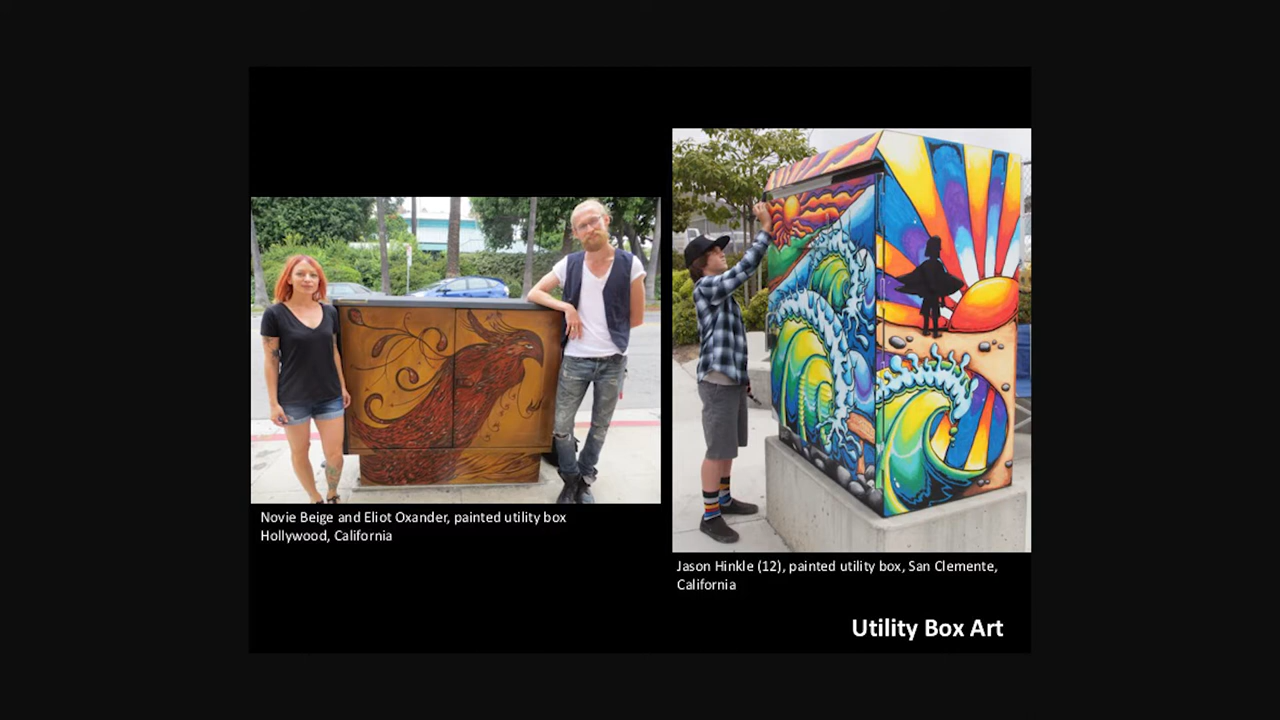 Novie Beige and Eliot Oxander, painted utility box
Hollywood, California
Jason Hinkle (12), painted utility box, San Clemente,
California
Utility Box Art